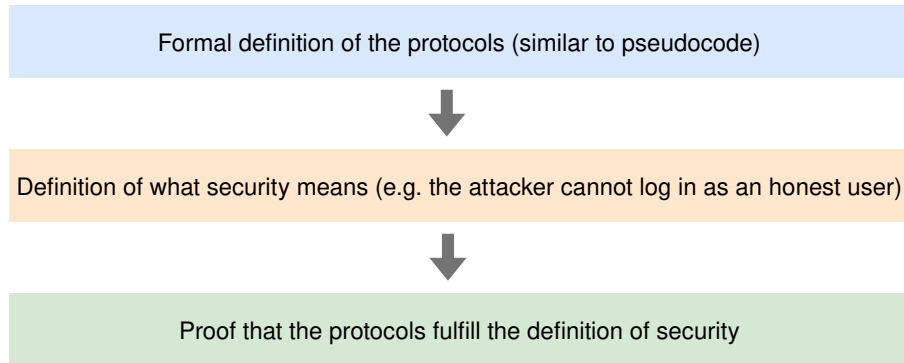 Formal definition of the protocols (similar to pseudocode)
Definition of what security means (e.g. the attacker cannot log in as an honest user)
Proof that the protocols fulfill the definition of security